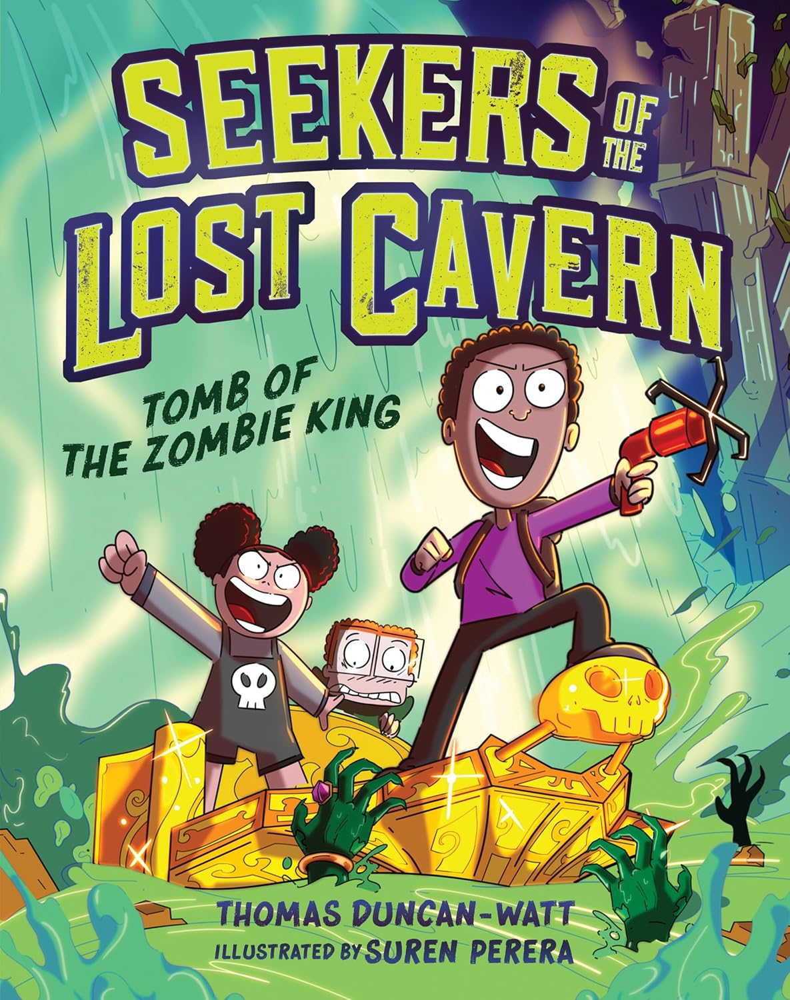 SEEKERS OF
THE
LOST CAVERN
TOMB OF
THE ZOMBIE KING
THOMAS DUNCAN-WATT
ILLUSTRATED BY SUREN PERERA